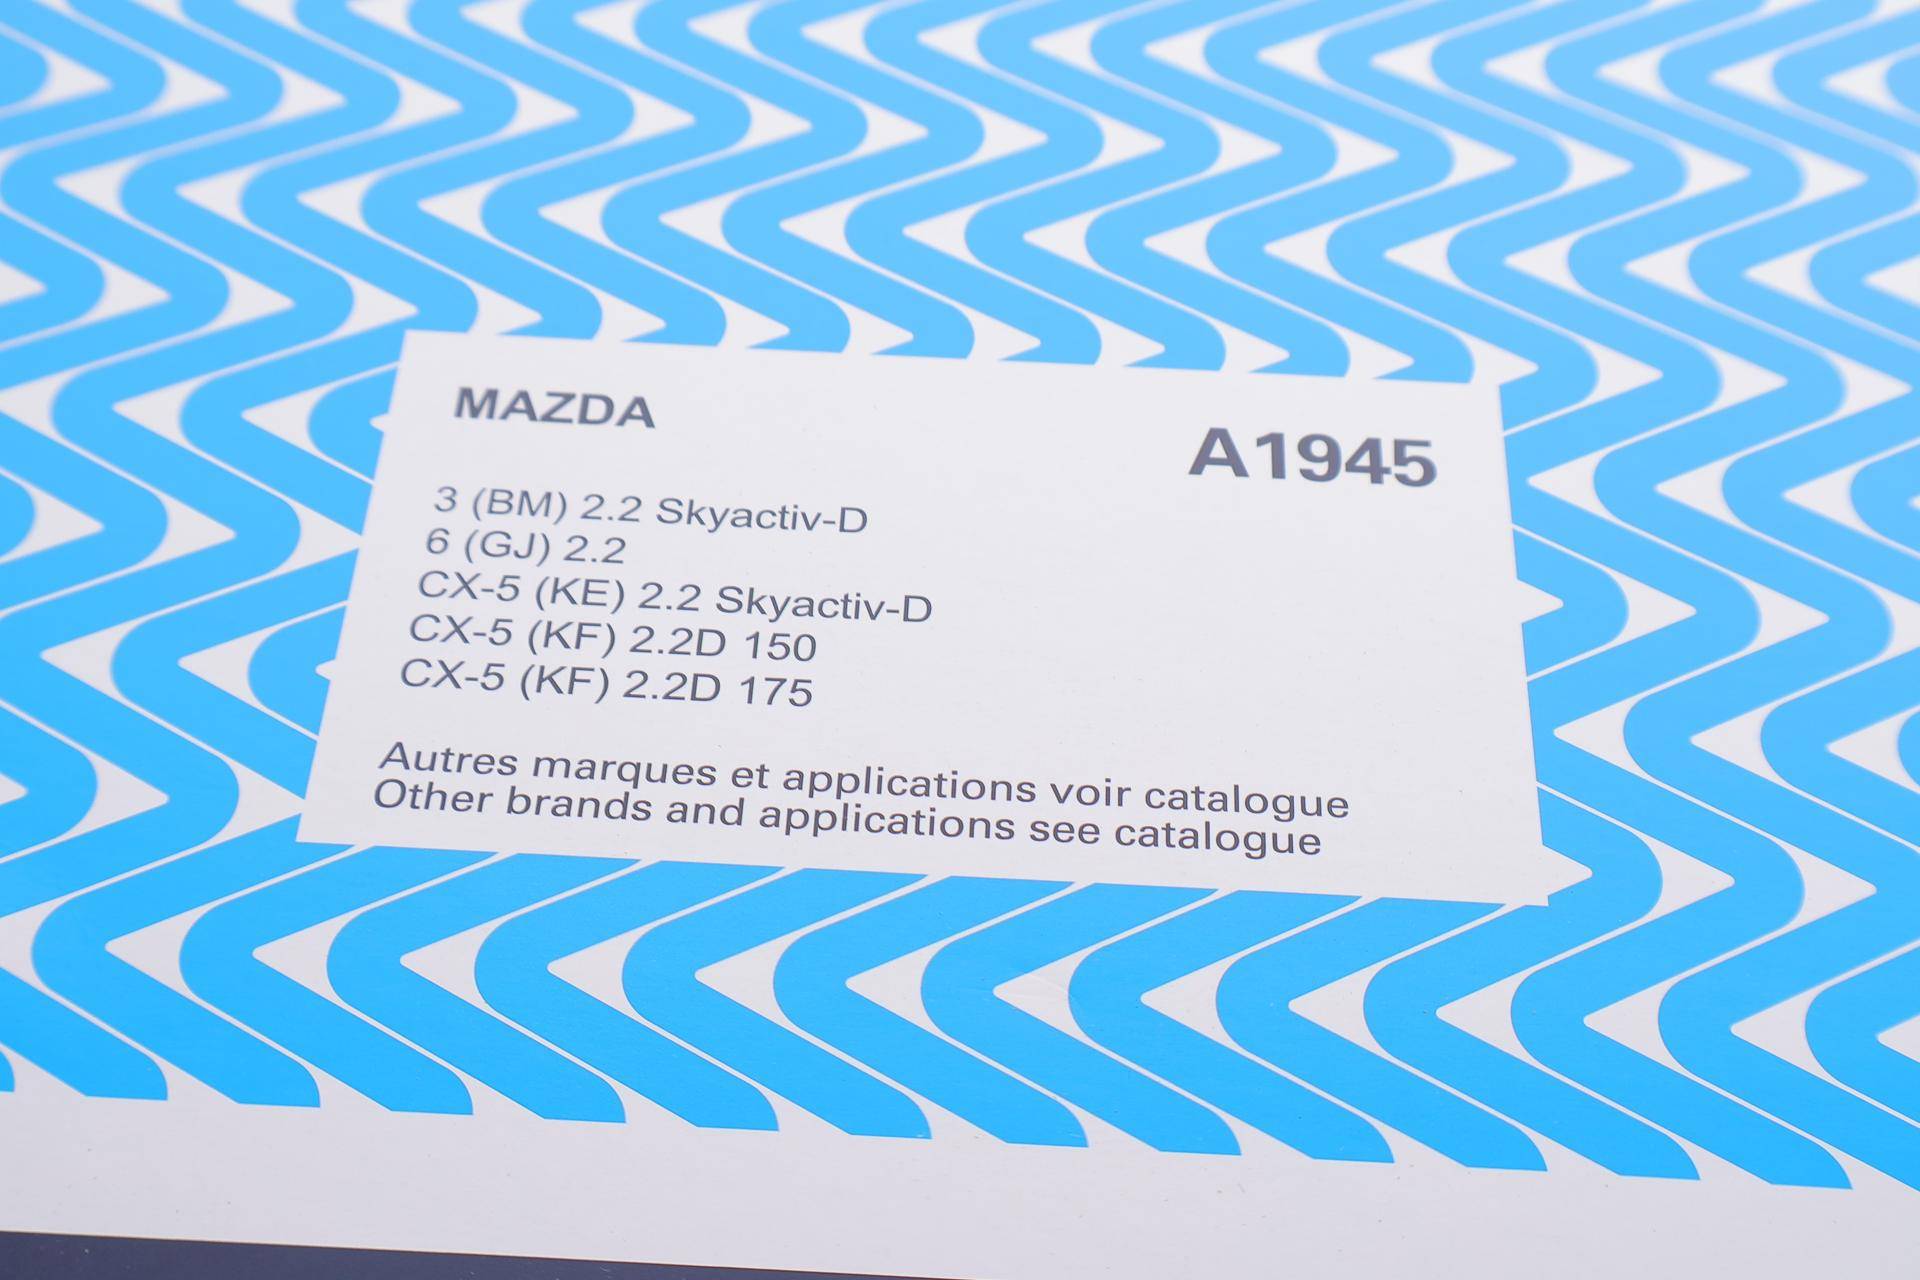 MAZDA
A1945
3 (BM) 2.2 Skyactiv-D
6 (GJ) 2.2
CX-5 (KE) 2.2 Skyactiv-D
CX-5 (KF) 2.2D 150
CX-5 (KF) 2.2D 175
Autres marques et applications voir catalogue
Other brands and applications see catalogue